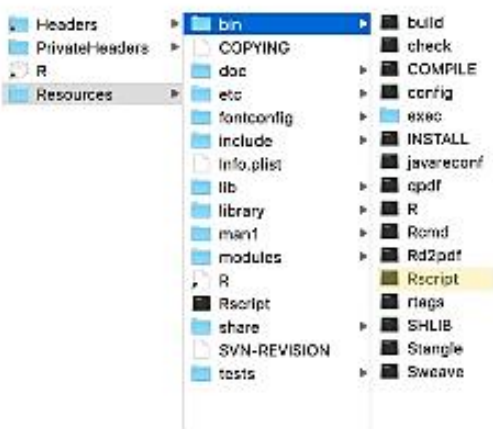 Headers
PrivateHeaders
R
Resources
bin
COPYING
doc
etc
fontconfig
include
Info.plist
lib
library
man1
modules
R
Rscript
share
SVN-REVISION
tests
build
check
COMPILE
config
exec
INSTALL
javareconf
qpdf
R
Rcmd
Rd2pdf
Rscript
rtags
SHLIB
Stangle
Sweave